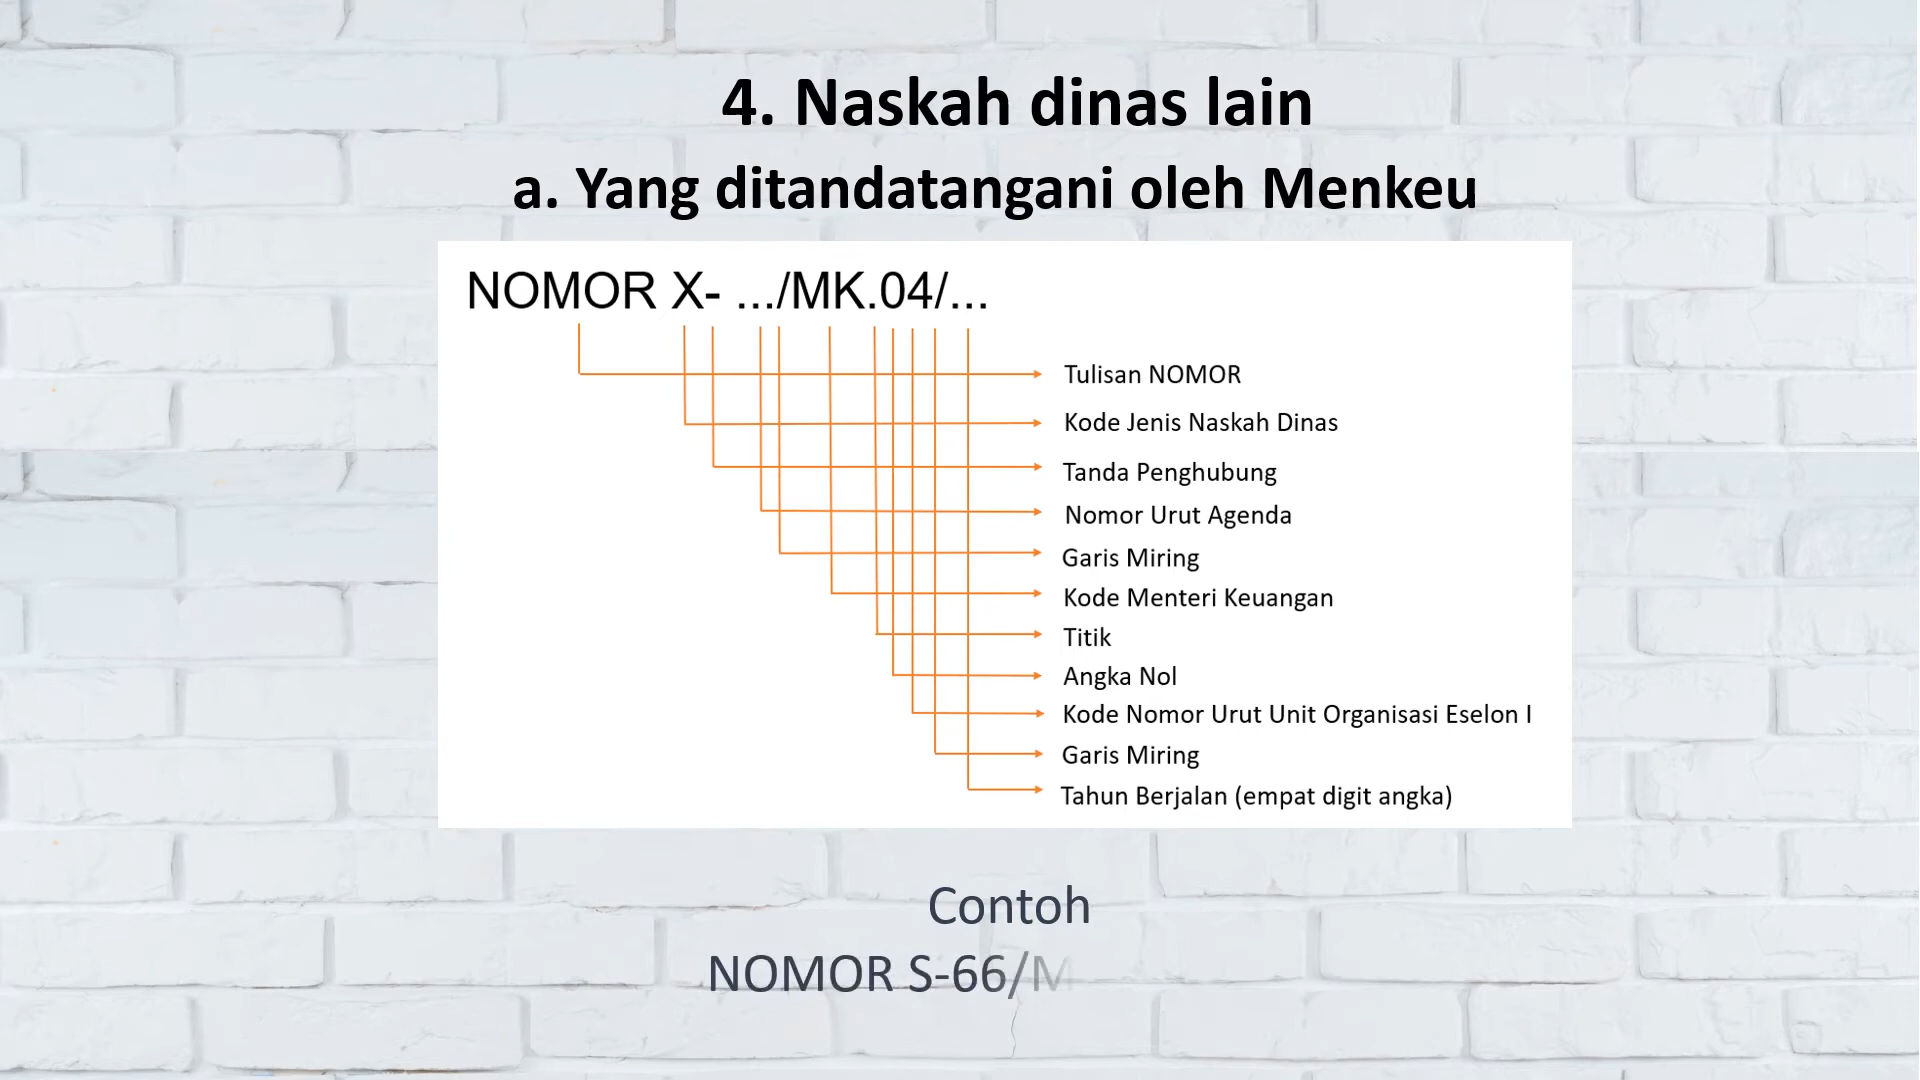 4. Naskah dinas lain
a. Yang ditandatangani oleh Menkeu
NOMOR X- .../MK.04/...
Tulisan NOMOR
Kode Jenis Naskah Dinas
Tanda Penghubung
Nomor Urut Agenda
Garis Miring
Kode Menteri Keuangan
Titik
Angka Nol
Kode Nomor Urut Unit Organisasi Eselon I
Garis Miring
Tahun Berjalan (empat digit angka)
Contoh
NOMOR S-66/M